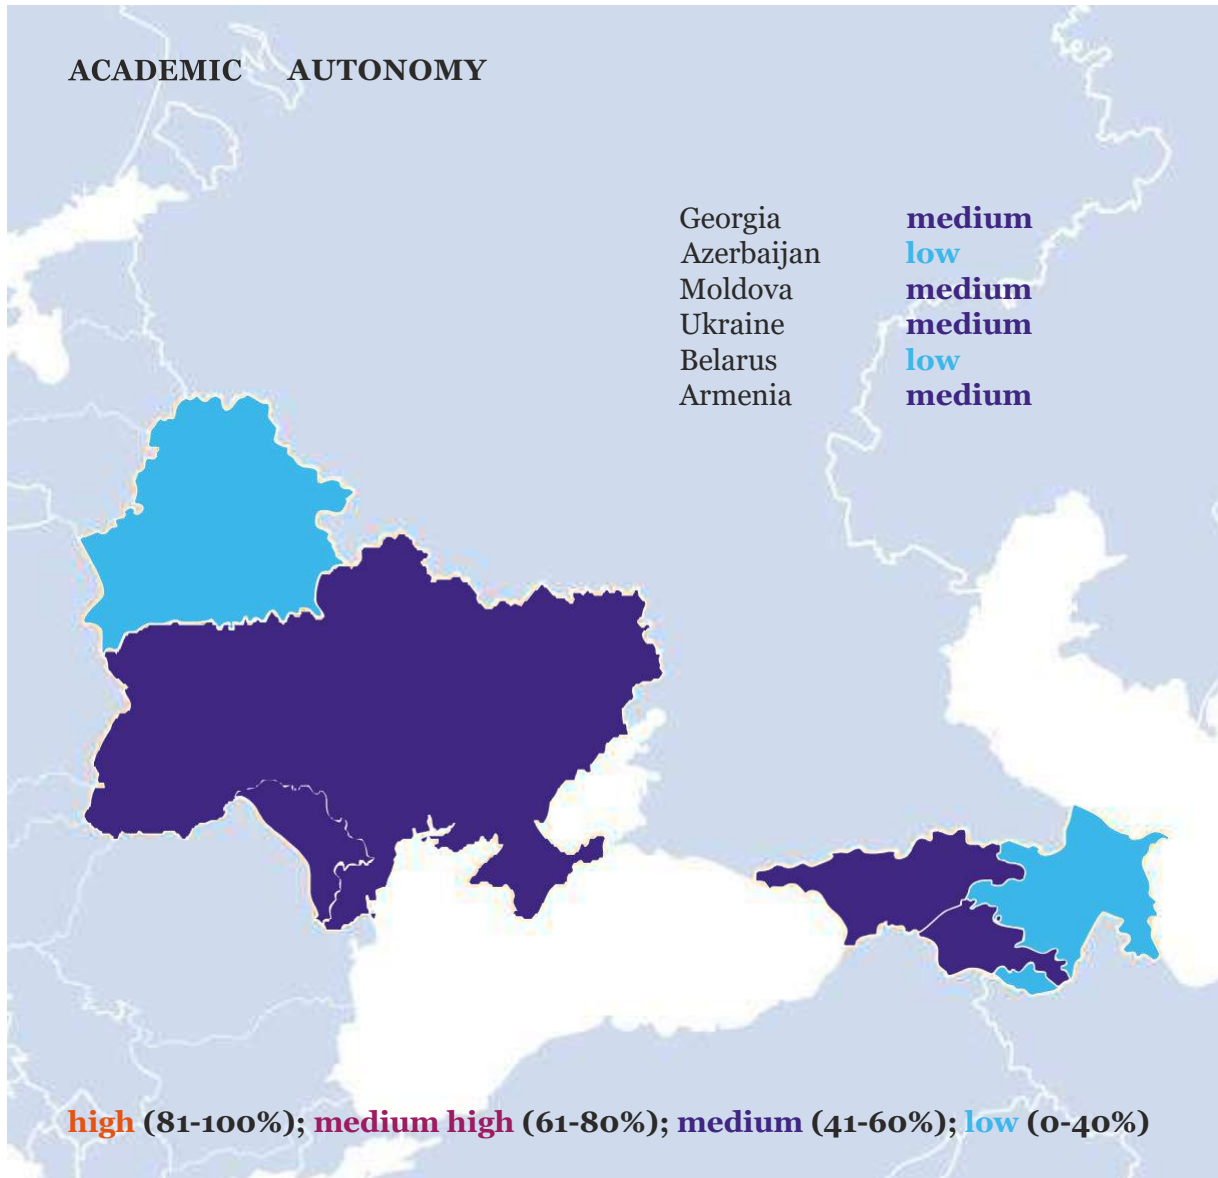 ACADEMIC AUTONOMY
Georgia medium
Azerbaijan low
Moldova medium
Ukraine medium
Belarus low
Armenia medium
high (81-100%); medium high (61-80%); medium (41-60%); low (0-40%)